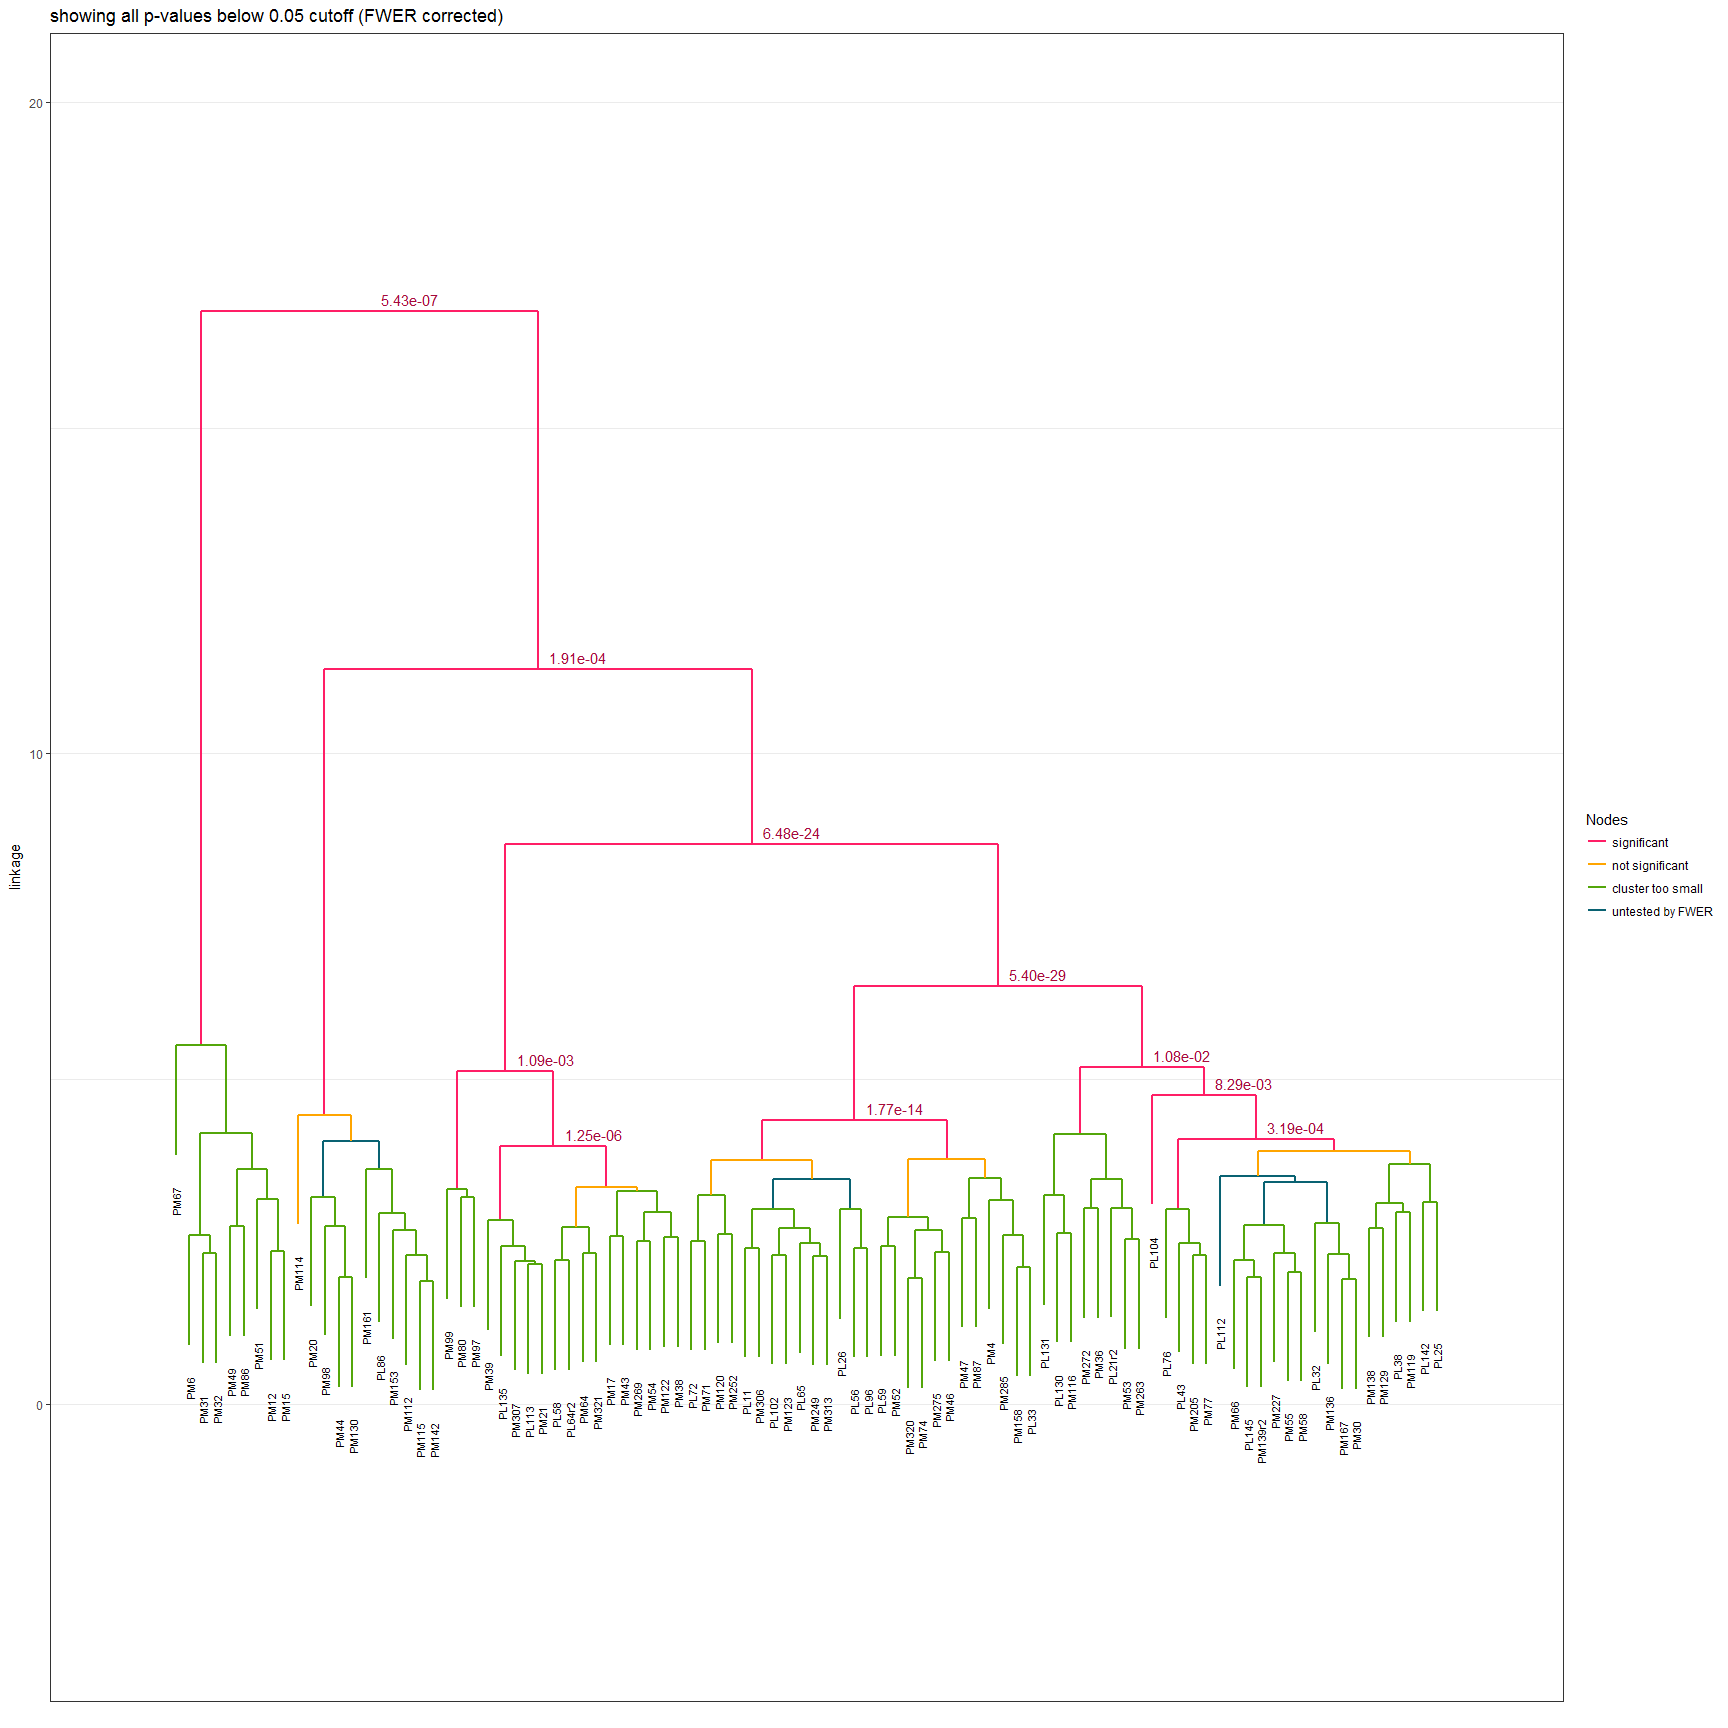 showing all p-values below 0.05 cutoff (FWER corrected)
20
10
0
linkage
5.43e-07
1.91e-04
6.48e-24
5.40e-29
1.09e-03
1.08e-02
8.29e-03
1.77e-14
1.25e-06
3.19e-04
Nodes
significant
not significant
cluster too small
untested by FWER
PM67
PM6
PM31
PM32
PM49
PM86
PM51
PM12
PM15
PM114
PM20
PM98
PM44
PM130
PM161
PL86
PM153
PM112
PM115
PM142
PM99
PM80
PM97
PM39
PL135
PM307
PL113
PM21
PL58
PL64r2
PM64
PM321
PM17
PM43
PM269
PM54
PM122
PM38
PL72
PM71
PM120
PM252
PL11
PM306
PL102
PM123
PL65
PM249
PM313
PL26
PL56
PL96
PL59
PM52
PM320
PM74
PM275
PM46
PM47
PM87
PM4
PM285
PM158
PL33
PL131
PL130
PM116
PM272
PM36
PL21r2
PM53
PM263
PL104
PL76
PL43
PM205
PM77
PL112
PM66
PL145
PM139r2
PM227
PM55
PM58
PL32
PM136
PM167
PM30
PM138
PM129
PL38
PM119
PL142
PL25